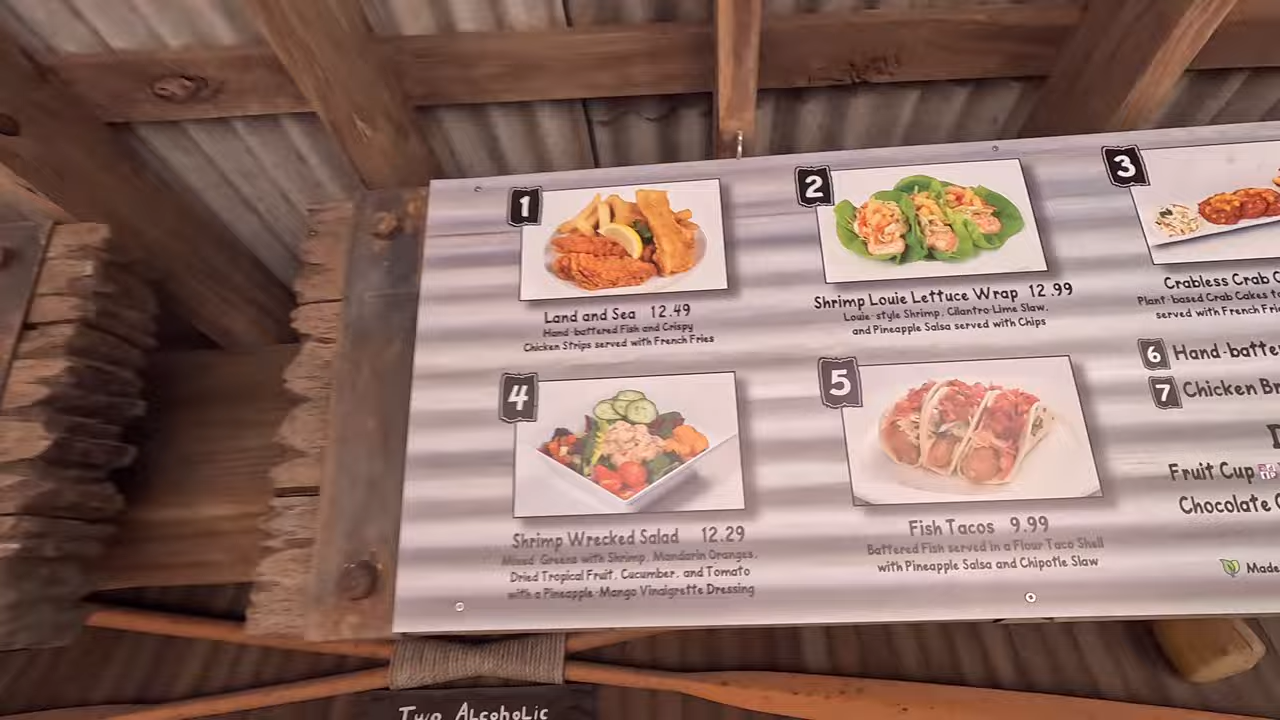 1
Land and Sea 12.49
Hand-battered Fish and Crispy
Chicken Strips served with French Fries
2
Shrimp Louie Lettuce Wrap 12.99
Louie-style Shrimp, Cilantro-Lime Slaw,
and Pineapple Salsa served with Chips
3
Crabless Crab
Plant-based Crab Cakes
served with French
4
Shrimp Wrecked Salad 12.29
Mixed Greens with Shrimp, Mandarin Oranges,
Dried Tropical Fruit, Cucumber, and Tomato
with a Pineapple-Mango Vinaigrette Dressing
5
Fish Tacos 9.99
Battered Fish served in a Flour Taco Shell
with Pineapple Salsa and Chipotle Slaw
6 Hand-batte
7 Chicken Br
Fruit Cup
Chocolate
Made
Two Alcoholic